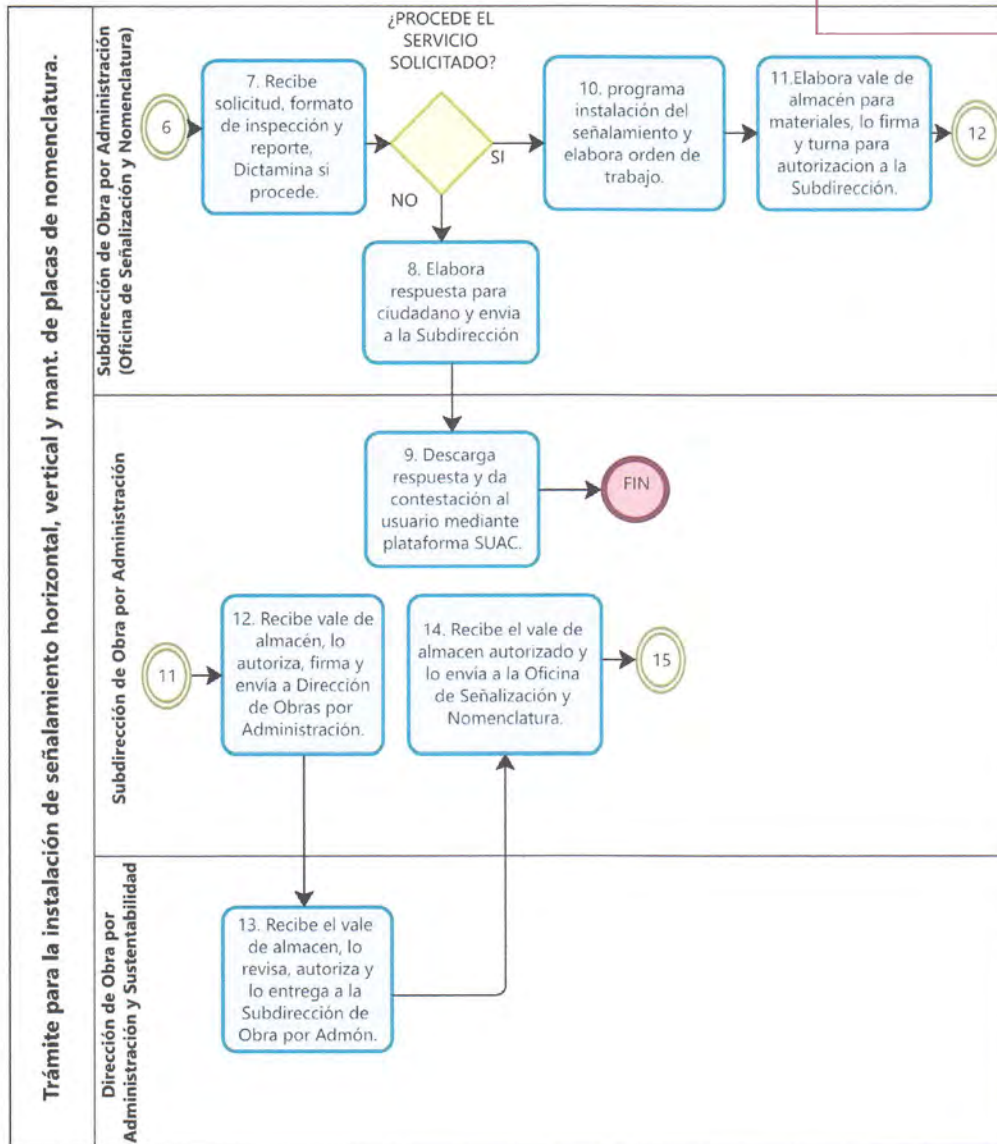 Trámite para la instalación de señalamiento horizontal, vertical y mant. de placas de nomenclatura.
Subdirección de Obra por Administración
(Oficina de Señalización y Nomenclatura)
¿PROCEDE EL
SERVICIO
SOLICITADO?
6
7. Recibe
solicitud, formato
de inspección y
reporte,
Dictamina si
procede.
SI
NO
10. programa
instalación del
señalamiento y
elabora orden de
trabajo.
11.Elabora vale de
almacén para
materiales, lo firma
y turna para
autorizacion a la
Subdirección.
12
8. Elabora
respuesta para
ciudadano y envia
a la Subdirección
Subdirección de Obra por Administración
9. Descarga
respuesta y da
contestación al
usuario mediante
plataforma SUAC.
FIN
11
12. Recibe vale de
almacén, lo
autoriza, firma y
envía a Dirección
de Obras por
Administración.
14. Recibe el vale de
almacen autorizado y
lo envía a la Oficina
de Señalización y
Nomenclatura.
15
Dirección de Obra por
Administración y Sustentabilidad
13. Recibe el vale
de almacen, lo
revisa, autoriza y
lo entrega a la
Subdirección de
Obra por Admón.